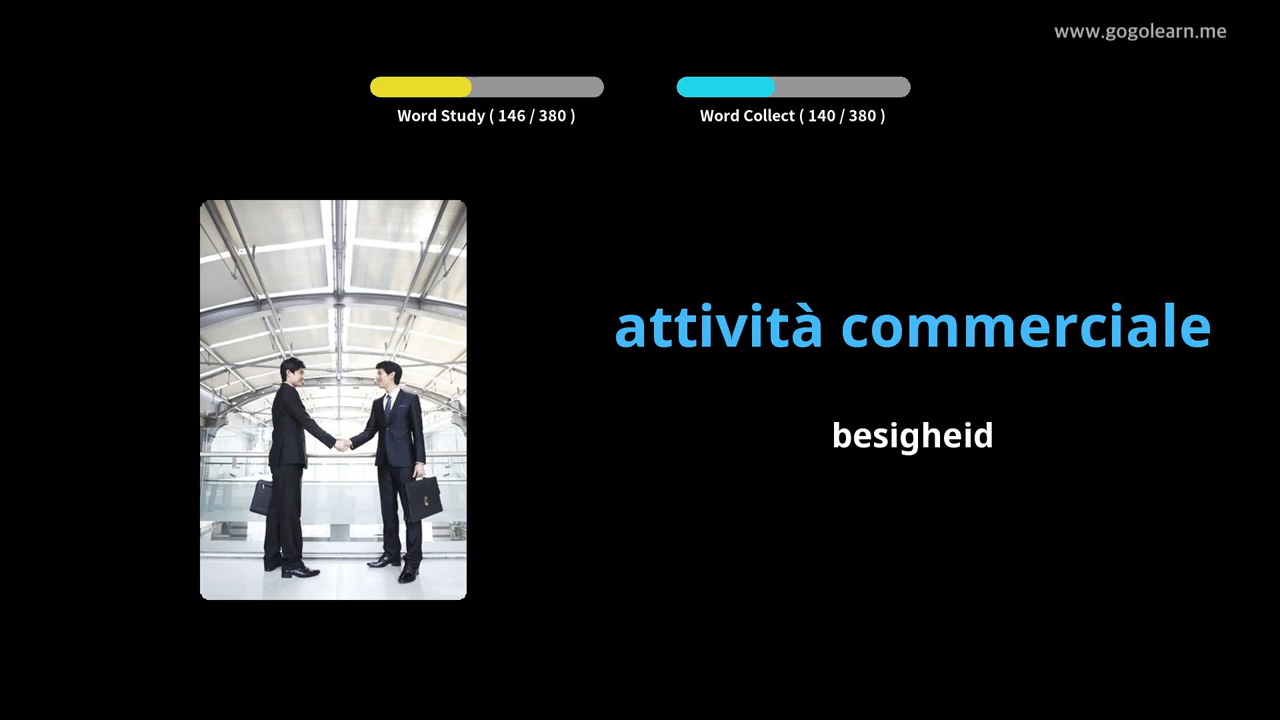 www.gogolearn.me
Word Study ( 146 / 380 )
Word Collect ( 140 / 380 )
attività commerciale
besigheid